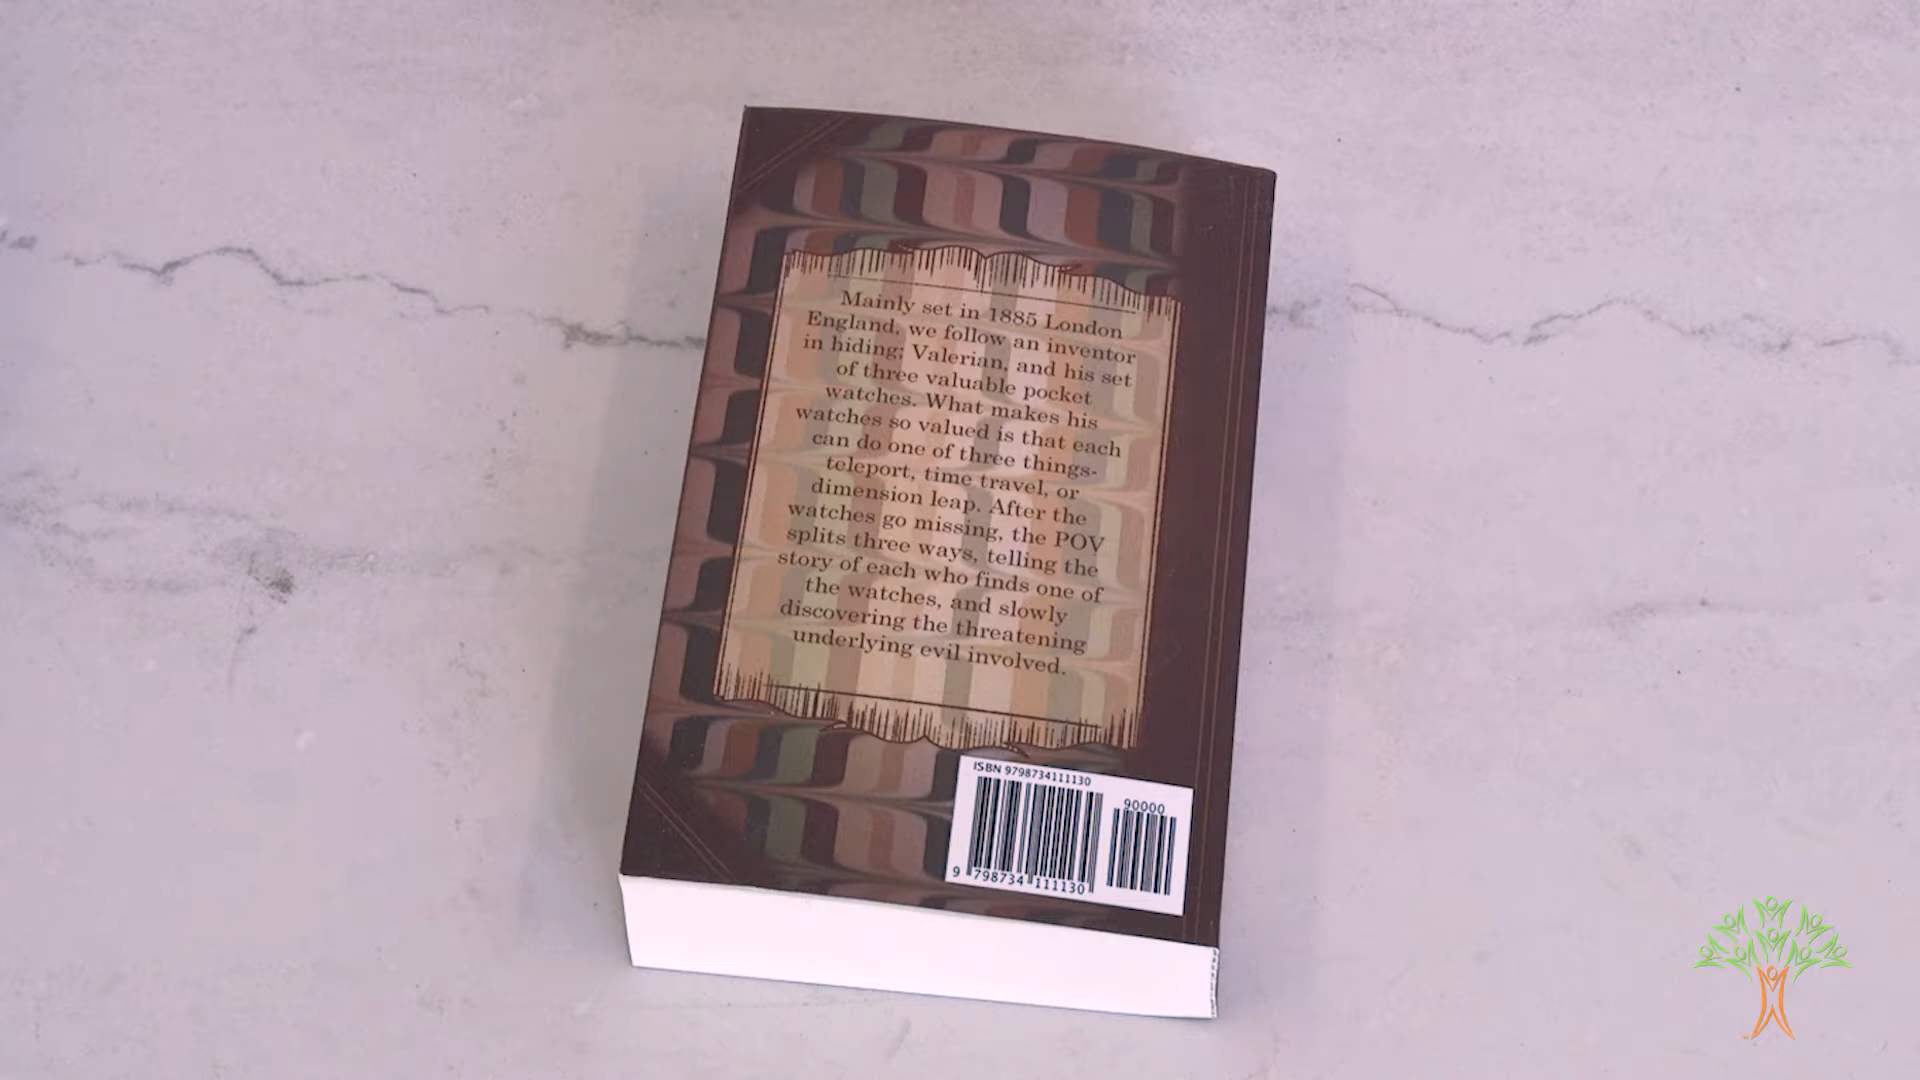 Mainly set in 1885 London
England, we follow an inventor
in hiding; Valerian, and his set
of three valuable pocket
watches. What makes his
watches so valued is that each
can do one of three things-
teleport, time travel, or
dimension leap. After the
watches go missing, the POV
splits three ways, telling the
story of each who finds one of
the watches, and slowly
discovering the threatening
underlying evil involved.
ISBN 9798734111130
90000
9 798734 111130